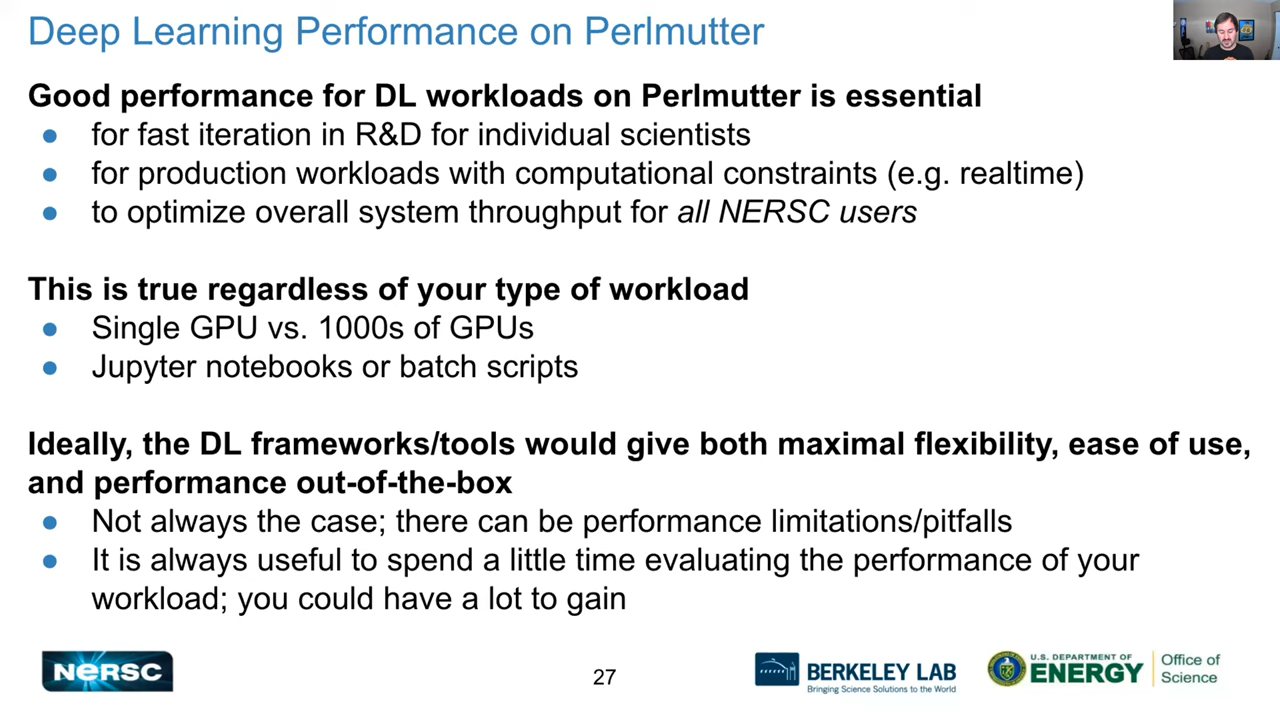 Deep Learning Performance on Perlmutter
Good performance for DL workloads on Perlmutter is essential
● for fast iteration in R&D for individual scientists
● for production workloads with computational constraints (e.g. realtime)
● to optimize overall system throughput for all NERSC users
This is true regardless of your type of workload
● Single GPU vs. 1000s of GPUs
● Jupyter notebooks or batch scripts
Ideally, the DL frameworks/tools would give both maximal flexibility, ease of use,
and performance out-of-the-box
● Not always the case; there can be performance limitations/pitfalls
● It is always useful to spend a little time evaluating the performance of your
workload; you could have a lot to gain
NERSC
27
BERKELEY LAB
Bringing Science Solutions to the World
U.S. DEPARTMENT OF
ENERGY
Office of
Science